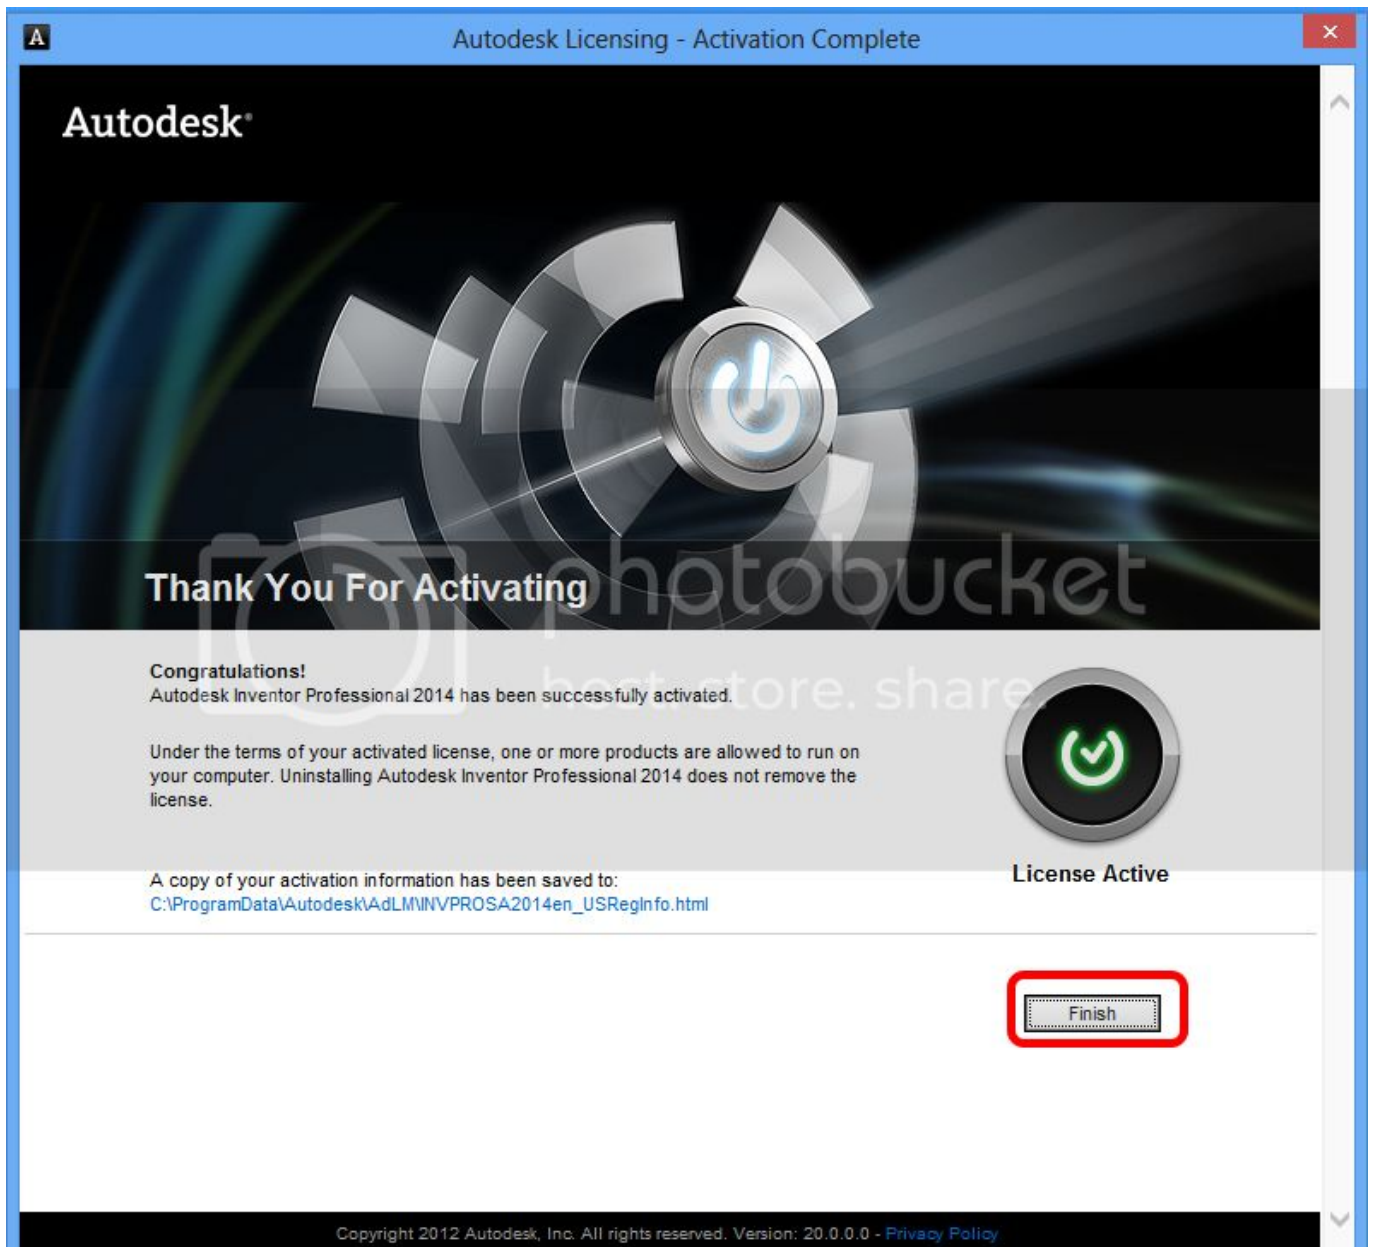 A
Autodesk Licensing - Activation Complete
Autodesk®
Thank You For Activating
photobucket
host. store. share.
Congratulations!
Autodesk Inventor Professional 2014 has been successfully activated.
Under the terms of your activated license, one or more products are allowed to run on
your computer. Uninstalling Autodesk Inventor Professional 2014 does not remove the
license.
License Active
A copy of your activation information has been saved to:
C:\ProgramData\Autodesk\AdLM\INVPROSA2014en_USRegInfo.html
Finish
Copyright 2012 Autodesk, Inc. All rights reserved. Version: 20.0.0.0 - Privacy Policy